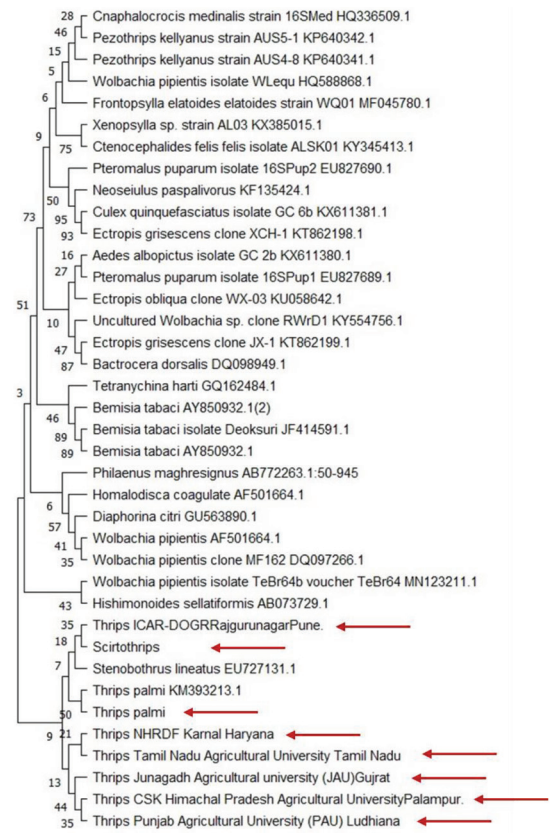 28
Cnaphalocrocis medinalis strain 16SMed HQ336509.1
46
Pezothrips kellyanus strain AUS5-1 KP640342.1
15
Pezothrips kellyanus strain AUS4-8 KP640341.1
5
Wolbachia pipientis isolate WLequ HQ588868.1
6
Frontopsylla elatoides elatoides strain WQ01 MF045780.1
Xenopsylla sp. strain AL03 KX385015.1
9
75
Ctenocephalides felis felis isolate ALSK01 KY345413.1
Pteromalus puparum isolate 16SPup2 EU827690.1
Neoseiulus paspalivorus KF135424.1
50
Culex quinquefasciatus isolate GC 6b KX611381.1
73
95
Ectropis grisescens clone XCH-1 KT862198.1
93
16
Aedes albopictus isolate GC 2b KX611380.1
27
Pteromalus puparum isolate 16SPup1 EU827689.1
Ectropis obliqua clone WX-03 KU058642.1
51
10
Uncultured Wolbachia sp. clone RWrD1 KY554756.1
Ectropis grisescens clone JX-1 KT862199.1
47
87
Bactrocera dorsalis DQ098949.1
Tetranychina harti GQ162484.1
3
Bemisia tabaci AY850932.1(2)
46
Bemisia tabaci isolate Deoksuri JF414591.1
89
89
Bemisia tabaci AY850932.1
Philaenus maghresignus AB772263.1:50-945
Homalodisca coagulate AF501664.1
6
Diaphorina citri GU563890.1
57
Wolbachia pipientis AF501664.1
41
35
Wolbachia pipientis clone MF162 DQ097266.1
Wolbachia pipientis isolate TeBr64b voucher TeBr64 MN123211.1
43
Hishimonoides sellatiformis AB073729.1
35
Thrips ICAR-DOGRRajgurunagarPune.
18
Scirtothrips
7
Stenobothrus lineatus EU727131.1
Thrips palmi KM393213.1
50
Thrips palmi
9
21
Thrips NHRDF Karnal Haryana
Thrips Tamil Nadu Agricultural University Tamil Nadu
13
Thrips Junagadh Agricultural university (JAU)Gujrat
44
Thrips CSK Himachal Pradesh Agricultural UniversityPalampur.
35
Thrips Punjab Agricultural University (PAU) Ludhiana